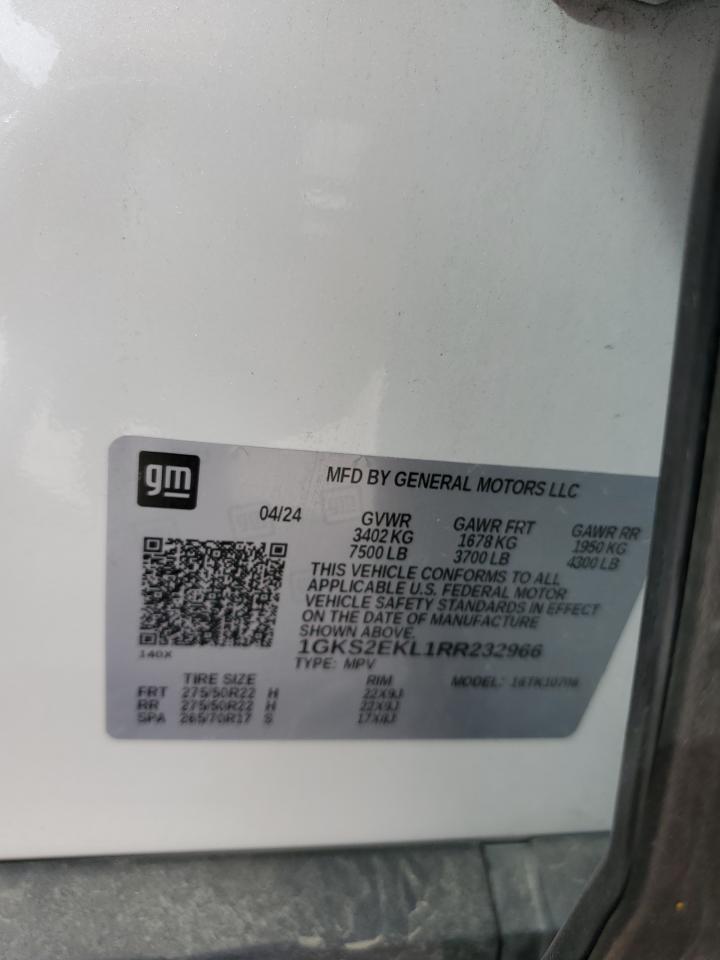 gm
MFD BY GENERAL MOTORS LLC
04/24 GVWR GAWR FRT GAWR RR
3402 KG 1678 KG 1950 KG
7500 LB 3700 LB 4300 LB
THIS VEHICLE CONFORMS TO ALL
APPLICABLE U.S. FEDERAL MOTOR
VEHICLE SAFETY STANDARDS IN EFFECT
ON THE DATE OF MANUFACTURE
SHOWN ABOVE.
1GKS2EKL1RR232966
140X
TYPE: MPV
TIRE SIZE RIM MODEL:
FRT 275/50R22 H 22X9J
RR 275/50R22 H 22X9J
SPA 265/70R17 S 17X8J